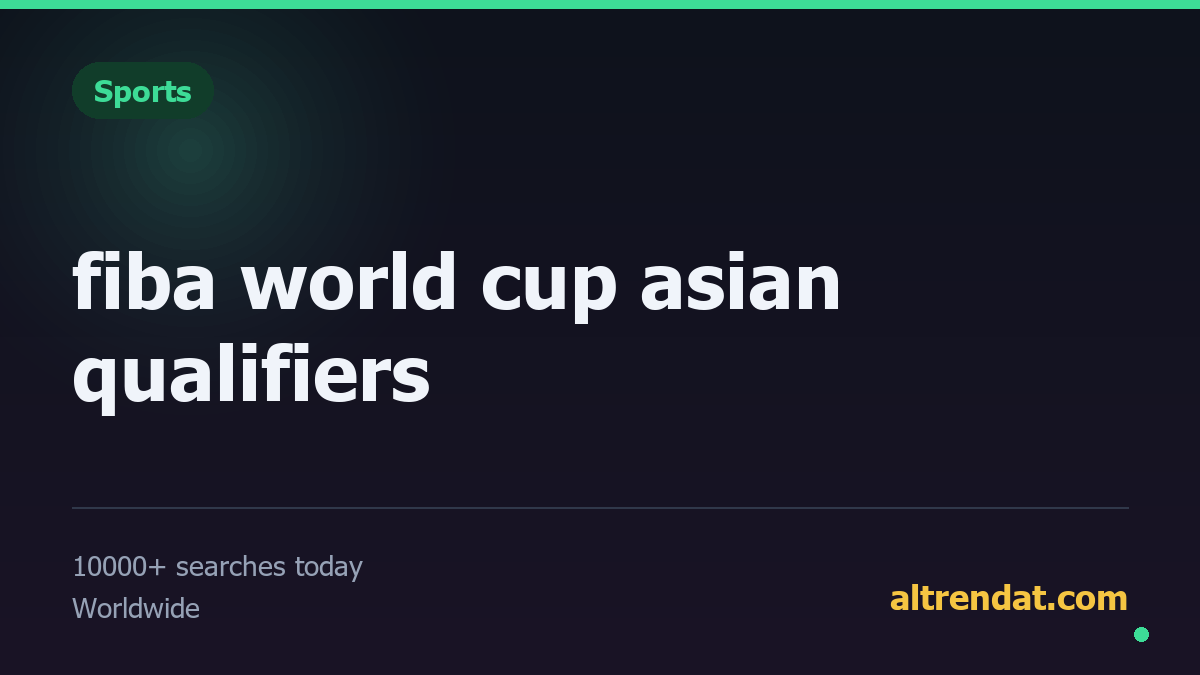 Sports
fiba world cup asian
qualifiers
10000+ searches today
Worldwide
altrendat.com